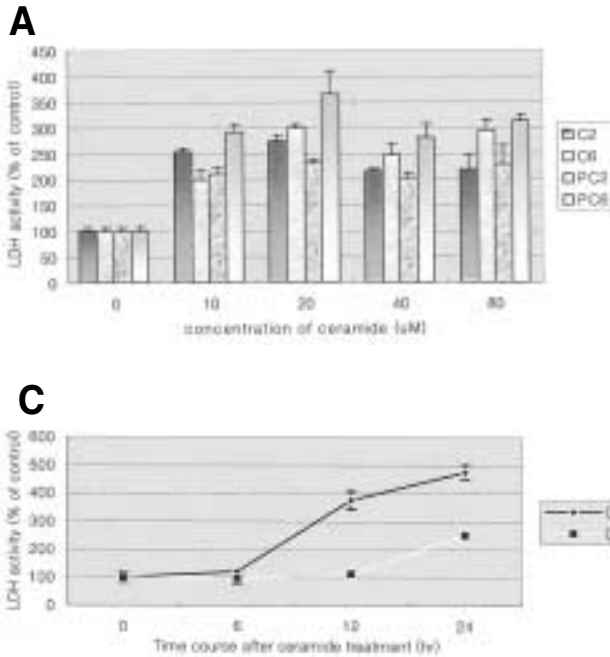 A
LDH activity (% of control)
450
400
350
300
250
200
150
100
50
0
0 10 20 40 80
concentration of ceramide (uM)
C2
C6
PC2
PC6
C
LDH activity (% of control)
600
500
400
300
200
100
0
0 6 12 24
Time course after ceramide treatment (hr)